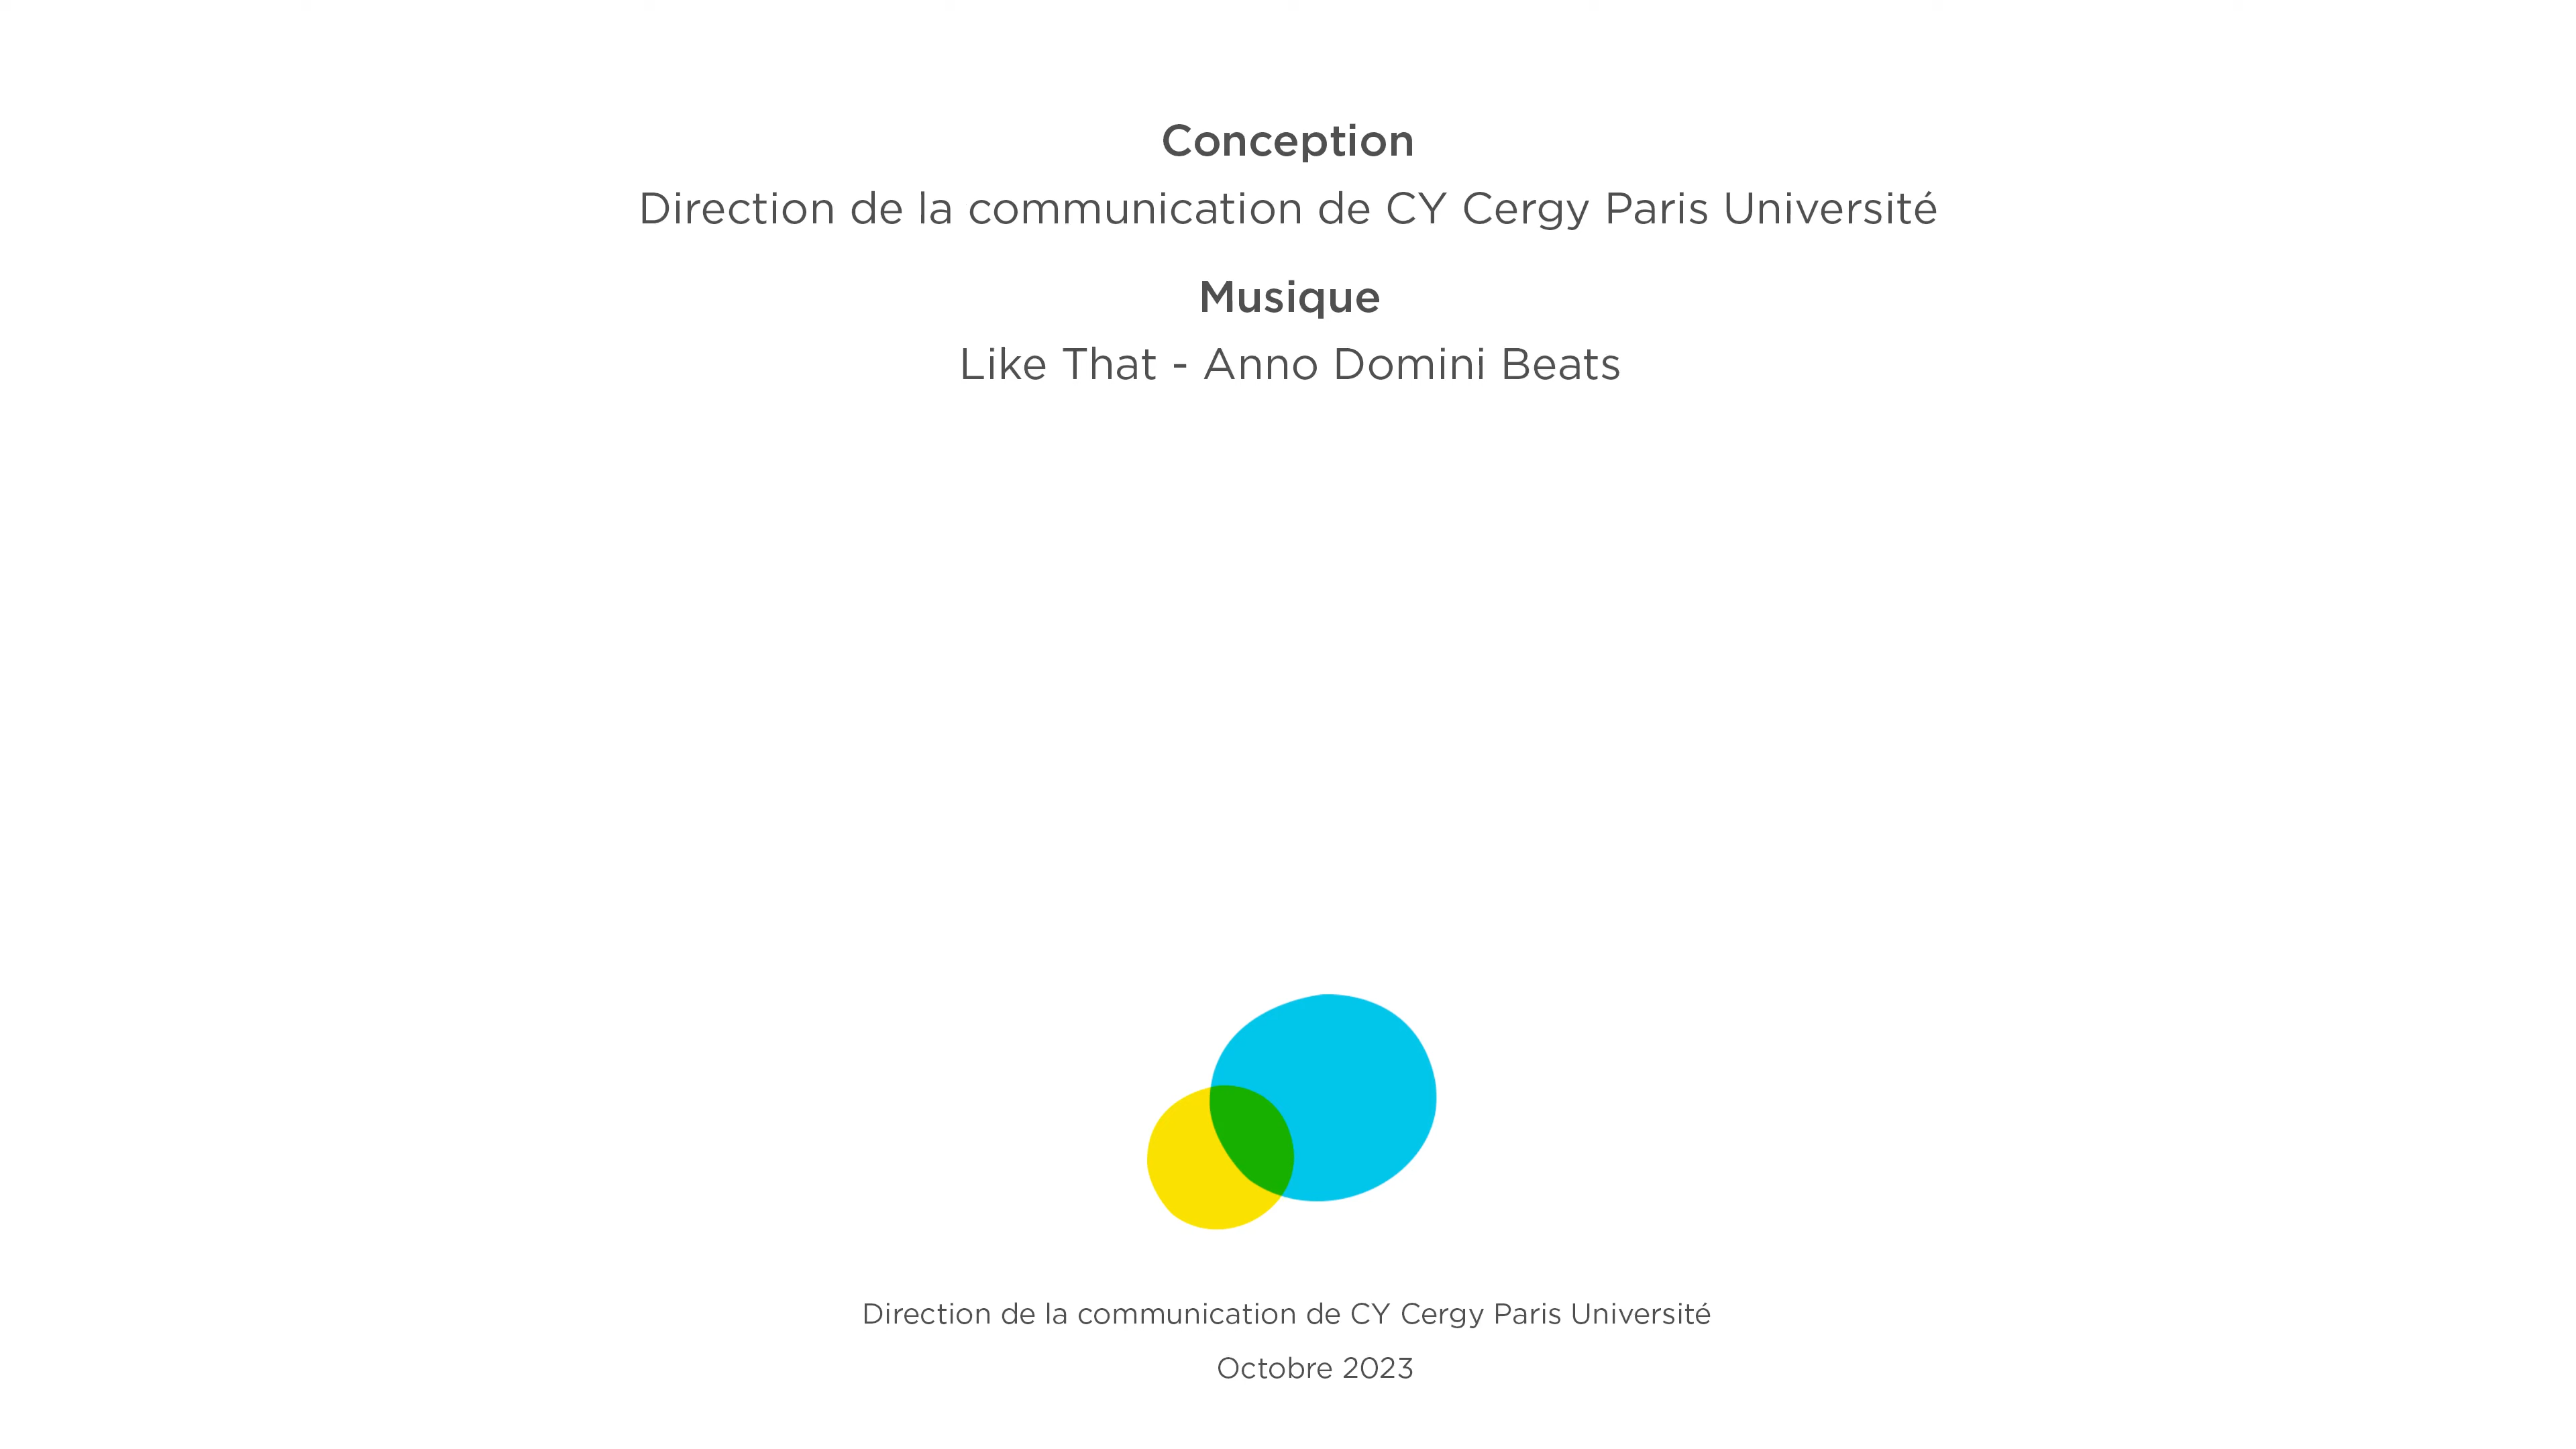 Conception
Direction de la communication de CY Cergy Paris Université
Musique
Like That - Anno Domini Beats
Direction de la communication de CY Cergy Paris Université
Octobre 2023